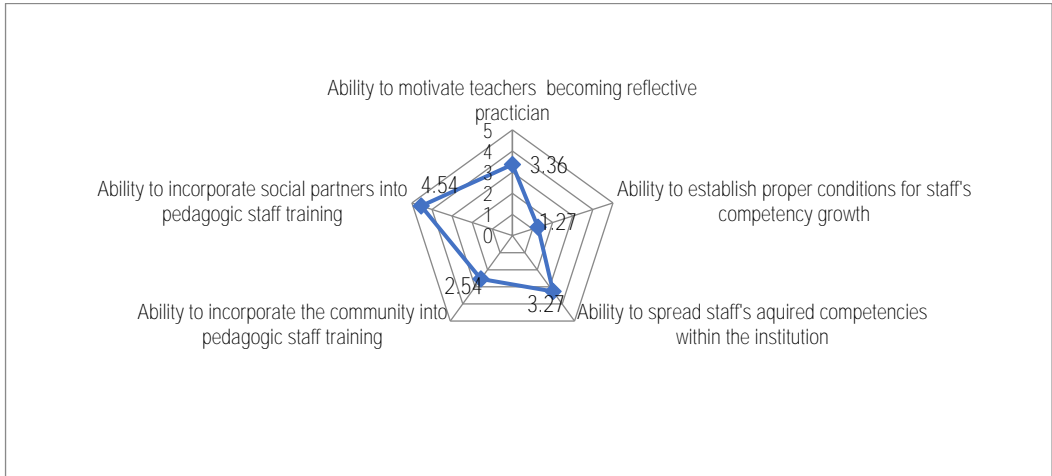 Ability to motivate teachers becoming reflective
practician
5
4
3
2
1
0
3.36
4.54
1.27
2.54
3.27
Ability to incorporate social partners into
pedagogic staff training
Ability to establish proper conditions for staff's
competency growth
Ability to incorporate the community into
pedagogic staff training
Ability to spread staff's aquired competencies
within the institution